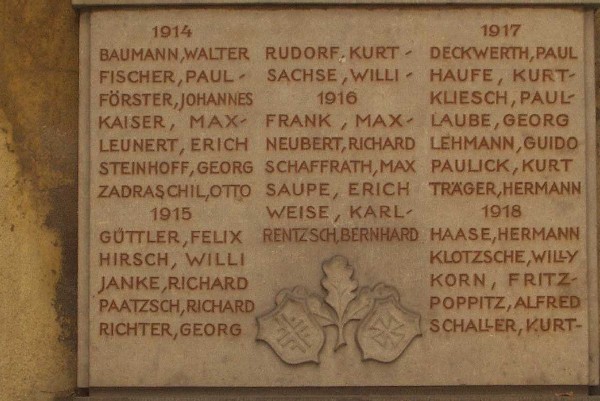 1914
BAUMANN,WALTER
FISCHER, PAUL-
FÖRSTER,JOHANNES
KAISER, MAX-
LEUNERT, ERICH
STEINHOFF, GEORG
ZADRASCHIL,OTTO
1915
GÜTTLER, FELIX
HIRSCH, WILLI
JANKE, RICHARD
PAATZSCH, RICHARD
RICHTER, GEORG
RUDORF, KURT-
SACHSE, WILLI-
1916
FRANK, MAX-
NEUBERT, RICHARD
SCHAFFRATH, MAX
SAUPE, ERICH
WEISE, KARL-
RENTZSCH,BERNHARD
1917
DECKWERTH, PAUL
HAUFE, KURT-
KLIESCH, PAUL-
LAUBE, GEORG
LEHMANN, GUIDO
PAULICK, KURT
TRÄGER, HERMANN
1918
HAASE, HERMANN
KLOTZSCHE, WILLY
KORN, FRITZ-
POPPITZ, ALFRED
SCHALLER, KURT-